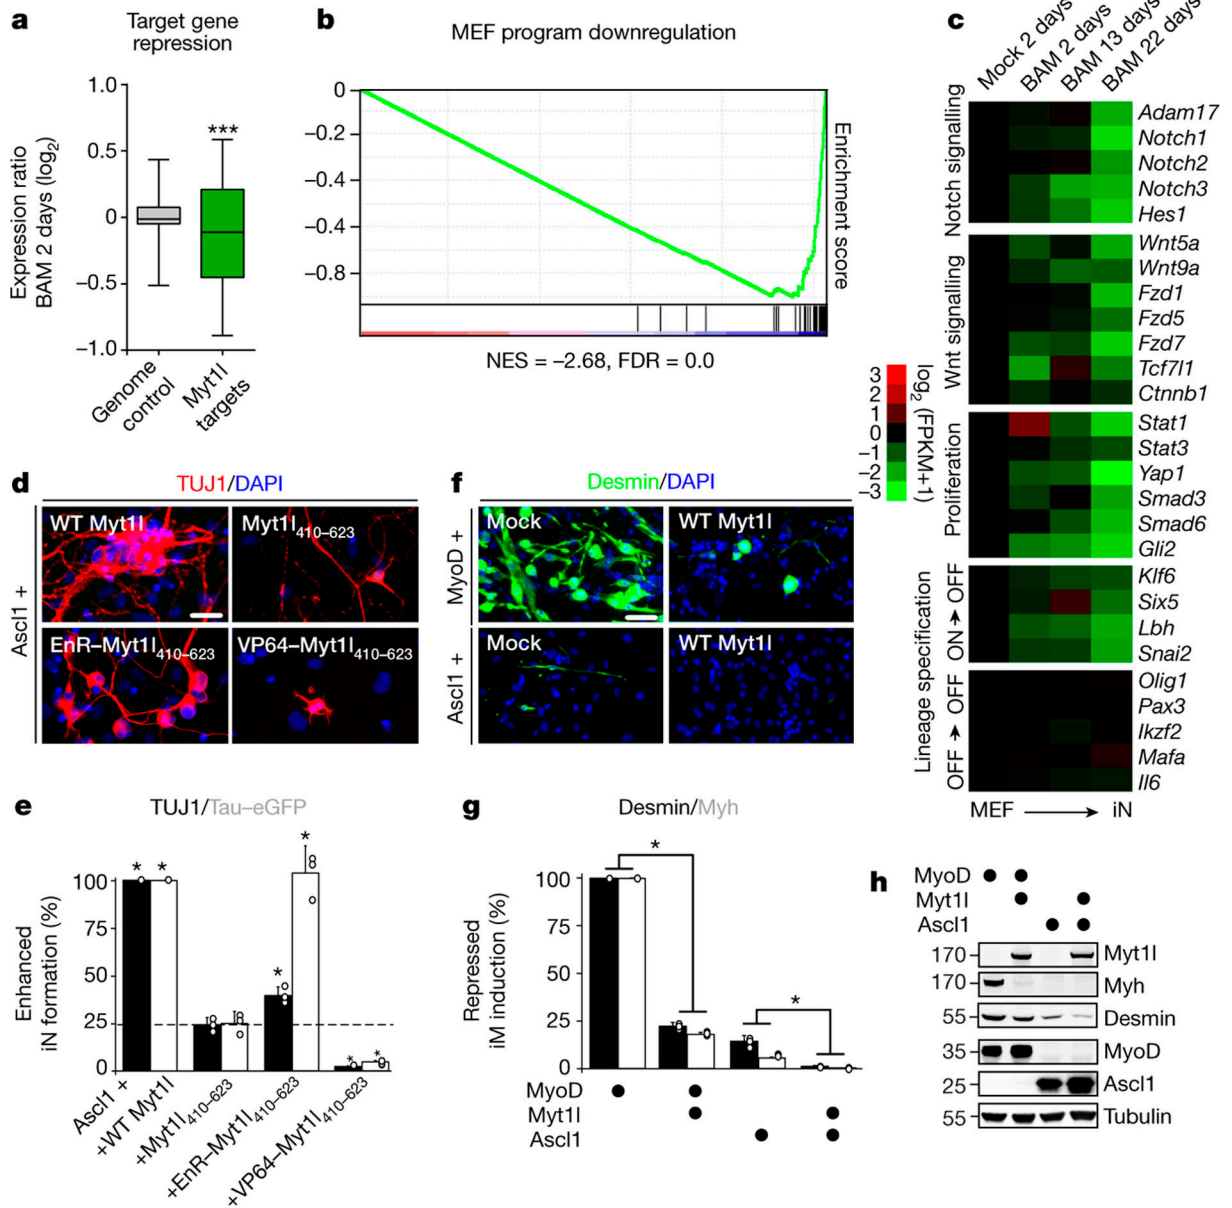 a
Target gene
repression
Expression ratio
BAM 2 days (log2)
1.0
0.5
0
–0.5
–1.0
***
Genome
control
Myt1l
targets
b
MEF program downregulation
0
–0.2
–0.4
–0.6
–0.4
–0.8
Enrichment score
NES = –2.68, FDR = 0.0
c
Mock 2 days
BAM 2 days
BAM 13 days
BAM 22 days
Notch signalling
Adam17
Notch1
Notch2
Notch3
Hes1
Wnt signalling
Wnt5a
Wnt9a
Fzd1
Fzd5
Fzd7
Tcf7l1
Ctnnb1
Proliferation
Stat1
Stat3
Yap1
Smad3
Smad6
Gli2
Lineage specification
ON → OFF
Klf6
Six5
Lbh
Snai2
OFF → OFF
Olig1
Pax3
Ikzf2
Mafa
Il6
MEF → iN
3
2
1
0
–1
–2
–3
log2 (FPKM+1)
d
TUJ1/DAPI
Ascl1 +
WT Myt1l
Myt1l410–623
EnR–Myt1l410–623
VP64–Myt1l410–623
f
Desmin/DAPI
MyoD +
Mock
WT Myt1l
Ascl1 +
Mock
WT Myt1l
e
TUJ1/Tau–eGFP
Enhanced
iN formation (%)
100
75
50
25
0
* *
* *
* *
Ascl1 +
+WT Myt1l
+Myt1l410–623
+EnR–Myt1l410–623
+VP64–Myt1l410–623
g
Desmin/Myh
Repressed
iM induction (%)
100
75
50
25
0
*
*
MyoD
Myt1l
Ascl1
h
MyoD
Myt1l
Ascl1
170 Myt1l
170 Myh
55 Desmin
35 MyoD
25 Ascl1
55 Tubulin